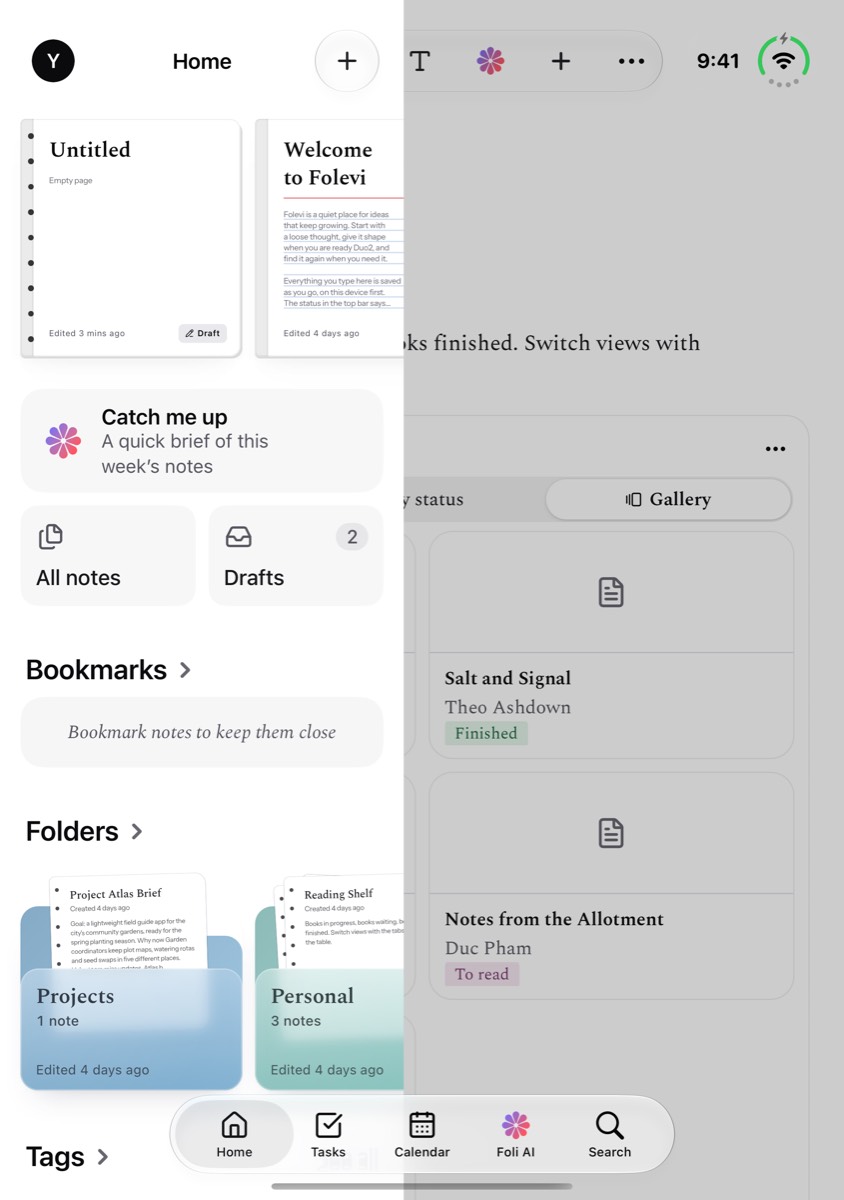 Y
Home
9:41
Untitled
Empty page
Edited 3 mins ago
Draft
Welcome
to Folevi
Folevi is a quiet place for ideas
that keep growing. Start with
a loose thought, give it shape
when you are ready Duo2, and
find it again when you need it.
Everything you type here is saved
as you go, on this device first.
The status in the top bar says...
Edited 4 days ago
ks finished. Switch views with
Catch me up
A quick brief of this
week's notes
All notes
Drafts
2
status
Gallery
Salt and Signal
Theo Ashdown
Finished
Bookmarks
Bookmark notes to keep them close
Notes from the Allotment
Duc Pham
To read
Folders
Project Atlas Brief
Created 4 days ago
Goal: a lightweight field guide app for the
city's community gardens, ready for the
spring planting season. Why now Garden
coordinators keep plot maps, watering rotas
and seed swaps in five different places.
Projects
1 note
Edited 4 days ago
Reading Shelf
Created 4 days ago
Books in progress, books waiting,
finished. Switch views with the
the table.
Personal
3 notes
Edited 4 days ago
Tags
Home
Tasks
Calendar
Foli AI
Search